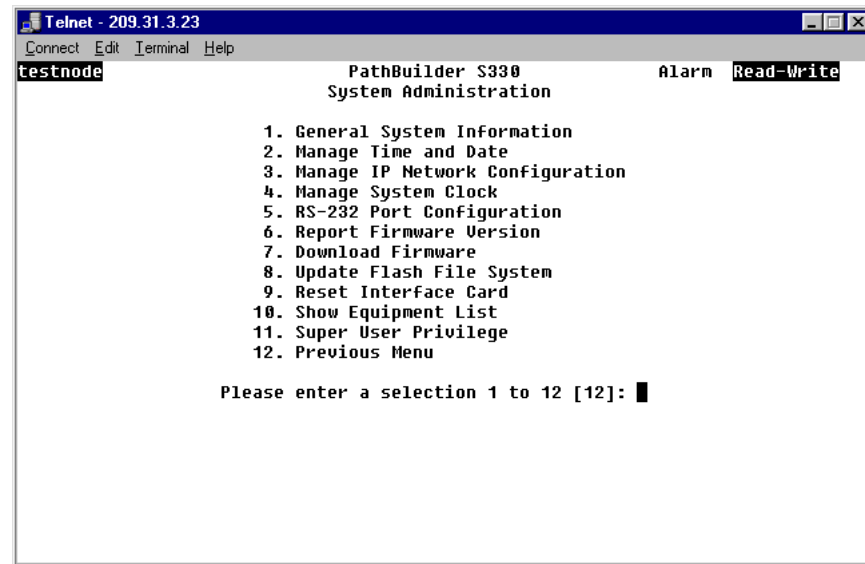 Telnet - 209.31.3.23
Connect Edit Terminal Help
testnode PathBuilder S330 Alarm Read-Write
System Administration
1. General System Information
2. Manage Time and Date
3. Manage IP Network Configuration
4. Manage System Clock
5. RS-232 Port Configuration
6. Report Firmware Version
7. Download Firmware
8. Update Flash File System
9. Reset Interface Card
10. Show Equipment List
11. Super User Privilege
12. Previous Menu
Please enter a selection 1 to 12 [12]: